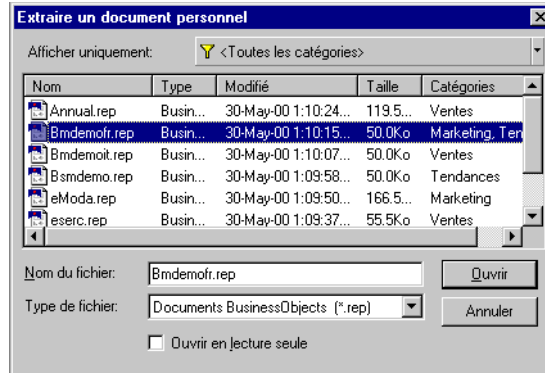 Extraire un document personnel
Afficher uniquement: <Toutes les catégories>
Nom Type Modifié Taille Catégories
Annual.rep Busin... 30-May-00 1:10:24... 119.5... Ventes
Bmdemofr.rep Busin... 30-May-00 1:10:15... 50.0Ko Marketing, Ten
Bmdemoit.rep Busin... 30-May-00 1:10:07... 50.0Ko Ventes
Bsmdemo.rep Busin... 30-May-00 1:09:58... 50.0Ko Tendances
eModa.rep Busin... 30-May-00 1:09:50... 166.5... Marketing
eserc.rep Busin... 30-May-00 1:09:37... 55.5Ko Ventes
Nom du fichier: Bmdemofr.rep Ouvrir
Type de fichier: Documents BusinessObjects (*.rep) Annuler
Ouvrir en lecture seule